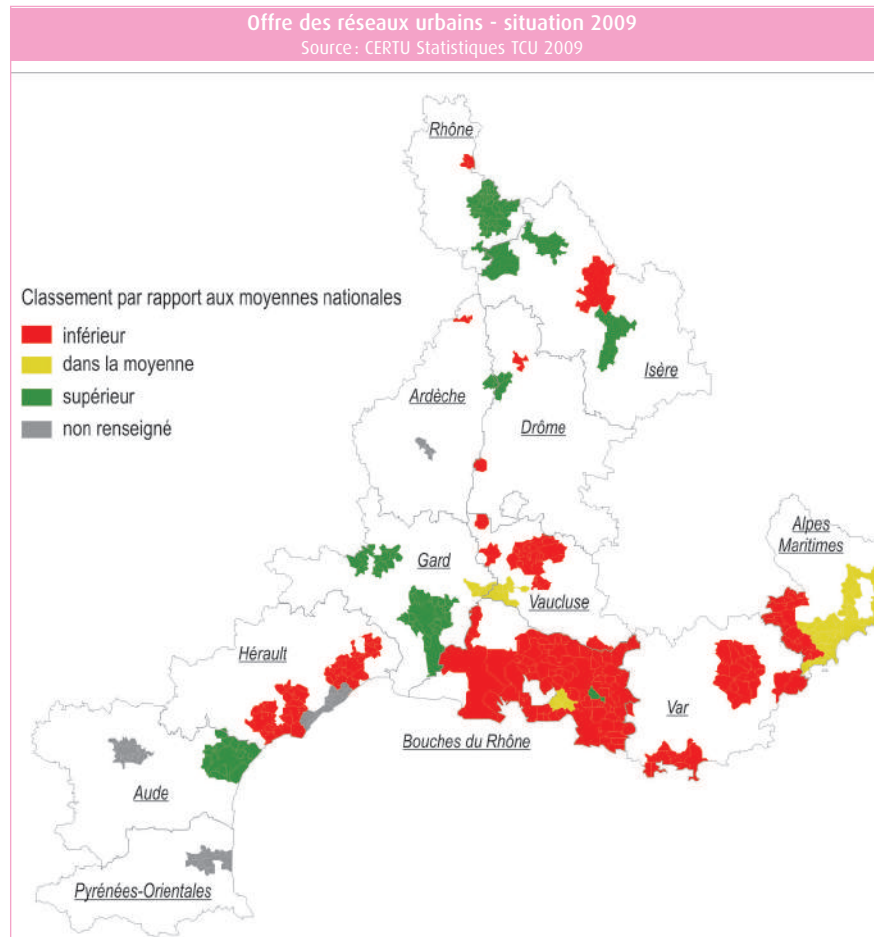 Offre des réseaux urbains - situation 2009
Source : CERTU Statistiques TCU 2009
Rhône
Classement par rapport aux moyennes nationales
inférieur
dans la moyenne
supérieur
non renseigné
Isère
Ardèche
Drôme
Alpes
Maritimes
Gard
Vaucluse
Hérault
Var
Bouches du Rhône
Aude
Pyrénées-Orientales